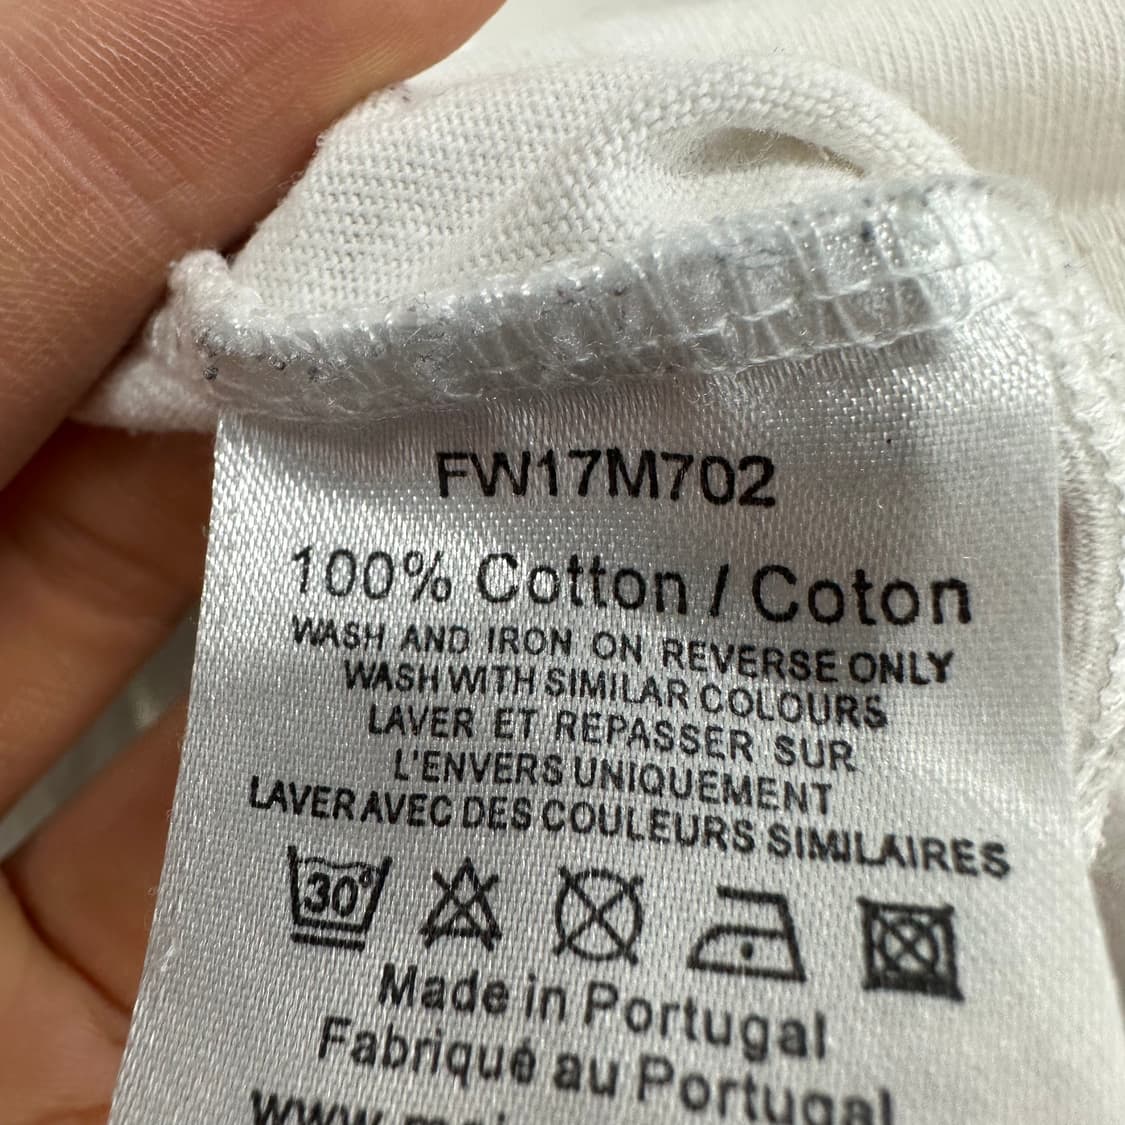 FW17M702
100% Cotton / Coton
WASH AND IRON ON REVERSE ONLY
WASH WITH SIMILAR COLOURS
LAVER ET REPASSER SUR
L'ENVERS UNIQUEMENT
LAVER AVEC DES COULEURS SIMILAIRES
30°
Made in Portugal
Fabriqué au Portugal